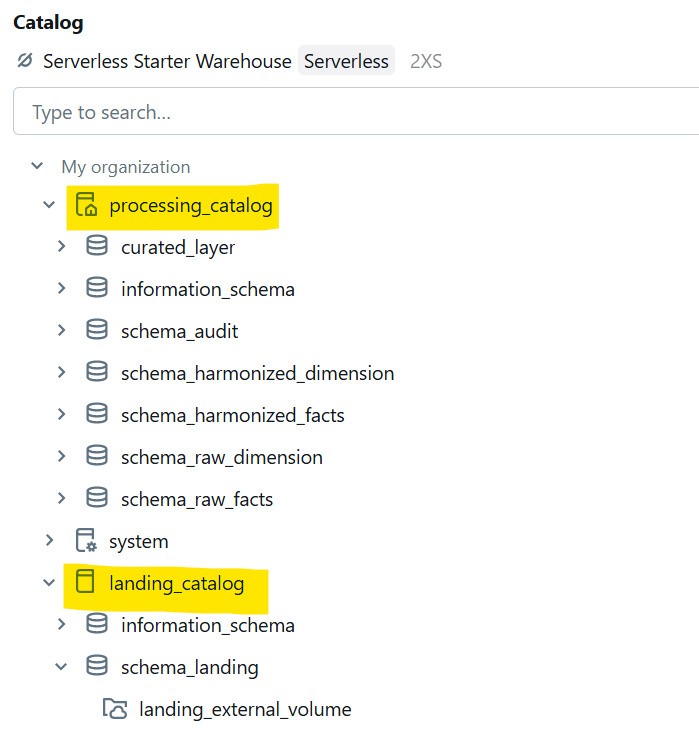 Catalog
Serverless Starter Warehouse Serverless 2XS
Type to search...
My organization
processing_catalog
curated_layer
information_schema
schema_audit
schema_harmonized_dimension
schema_harmonized_facts
schema_raw_dimension
schema_raw_facts
system
landing_catalog
information_schema
schema_landing
landing_external_volume